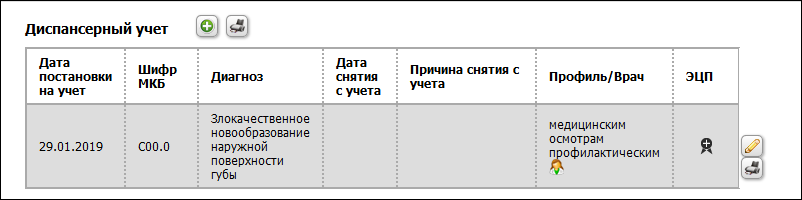 Диспансерный учет
Дата
постановки
на учет
Шифр
МКБ
Диагноз
Дата
снятия
с учета
Причина снятия с
учета
Профиль/Врач
ЭЦП
29.01.2019
C00.0
Злокачественное
новообразование
наружной
поверхности
губы
медицинским
осмотрам
профилактическим